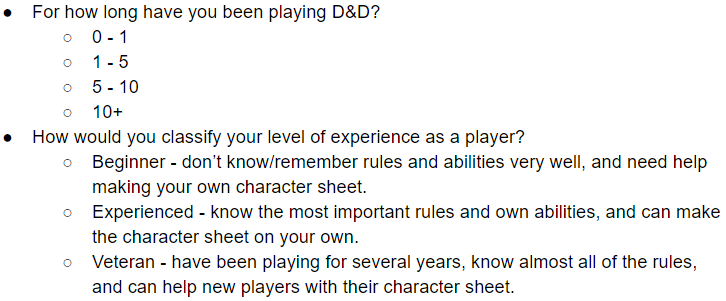 ● For how long have you been playing D&D?
○ 0 - 1
○ 1 - 5
○ 5 - 10
○ 10+
● How would you classify your level of experience as a player?
○ Beginner - don’t know/remember rules and abilities very well, and need help
making your own character sheet.
○ Experienced - know the most important rules and own abilities, and can make
the character sheet on your own.
○ Veteran - have been playing for several years, know almost all of the rules,
and can help new players with their character sheet.